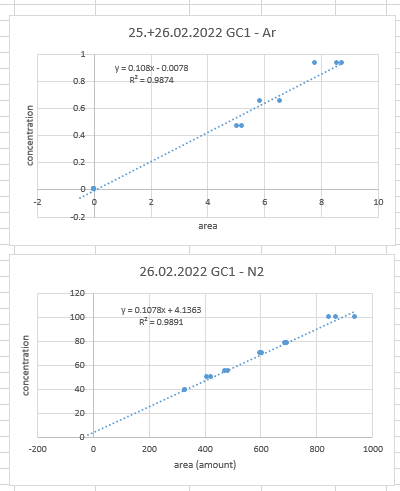 25.+26.02.2022 GC1 - Ar
y = 0.108x - 0.0078
R² = 0.9874
1
0.8
0.6
0.4
0.2
0
-0.2
-2 0 2 4 6 8 10
concentration
area
26.02.2022 GC1 - N2
y = 0.1078x + 4.1363
R² = 0.9891
120
100
80
60
40
20
0
-200 0 200 400 600 800 1000
concentration
area (amount)